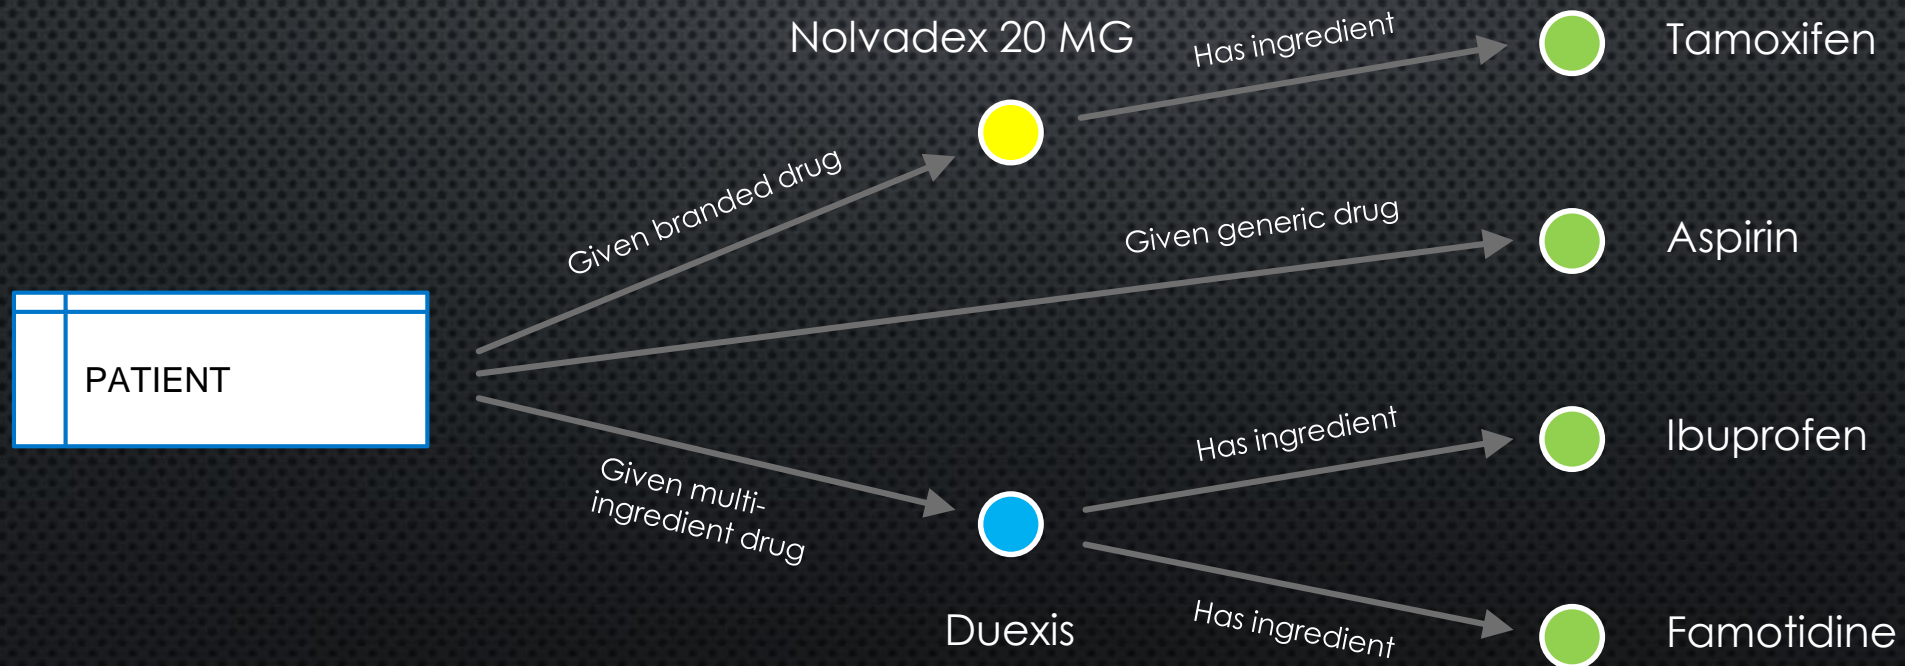 Nolvadex 20 MG
Has ingredient
Tamoxifen
Given branded drug
Given generic drug
Aspirin
PATIENT
Has ingredient
Ibuprofen
Given multi-
ingredient drug
Duexis
Has ingredient
Famotidine